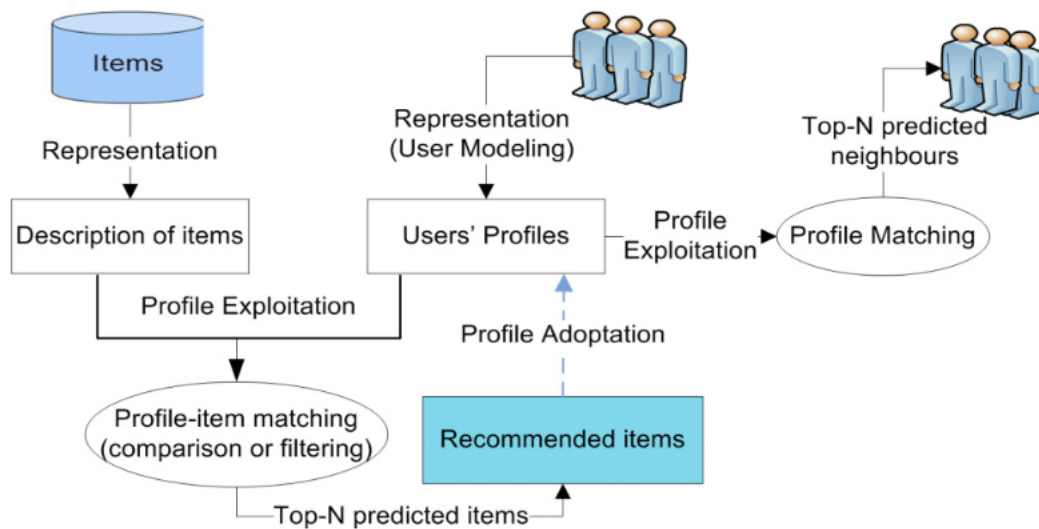 Items
Representation
Representation
(User Modeling)
Top-N predicted
neighbours
Description of items
Users’ Profiles
Profile
Exploitation
Profile Matching
Profile Exploitation
Profile Adoptation
Profile-item matching
(comparison or filtering)
Recommended items
Top-N predicted items